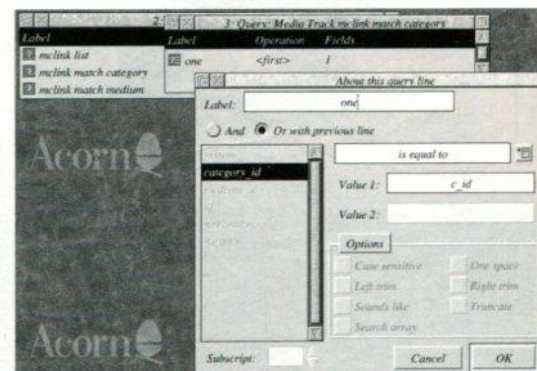 2:
3: Query: Media Track mclink match category
Label
Label Operation Fields
mclink list
one <first> 1
mclink match category
mclink match medium
About this query line
Label: one
And Or with previous line
category_id
is equal to
Value 1: c_id
Value 2:
Options
Case sensitive One space
Left trim Right trim
Sounds like Truncate
Search array
Subscript:
Cancel OK
Acorn
Acorn